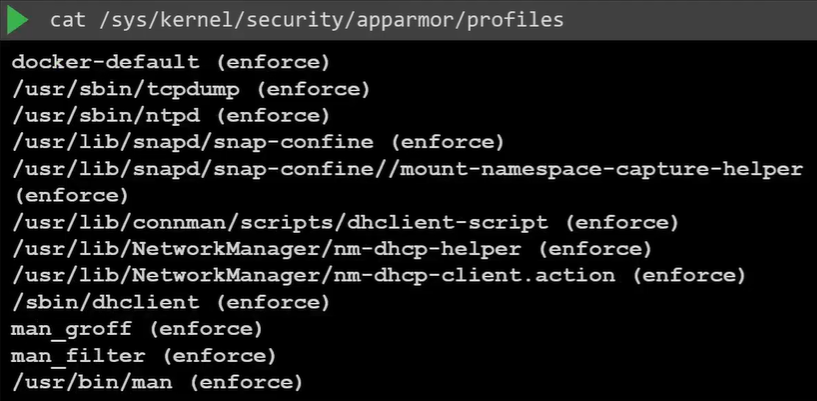 cat /sys/kernel/security/apparmor/profiles
docker-default (enforce)
/usr/sbin/tcpdump (enforce)
/usr/sbin/ntpd (enforce)
/usr/lib/snapd/snap-confine (enforce)
/usr/lib/snapd/snap-confine//mount-namespace-capture-helper
(enforce)
/usr/lib/connman/scripts/dhclient-script (enforce)
/usr/lib/NetworkManager/nm-dhcp-helper (enforce)
/usr/lib/NetworkManager/nm-dhcp-client.action (enforce)
/sbin/dhclient (enforce)
man_groff (enforce)
man_filter (enforce)
/usr/bin/man (enforce)